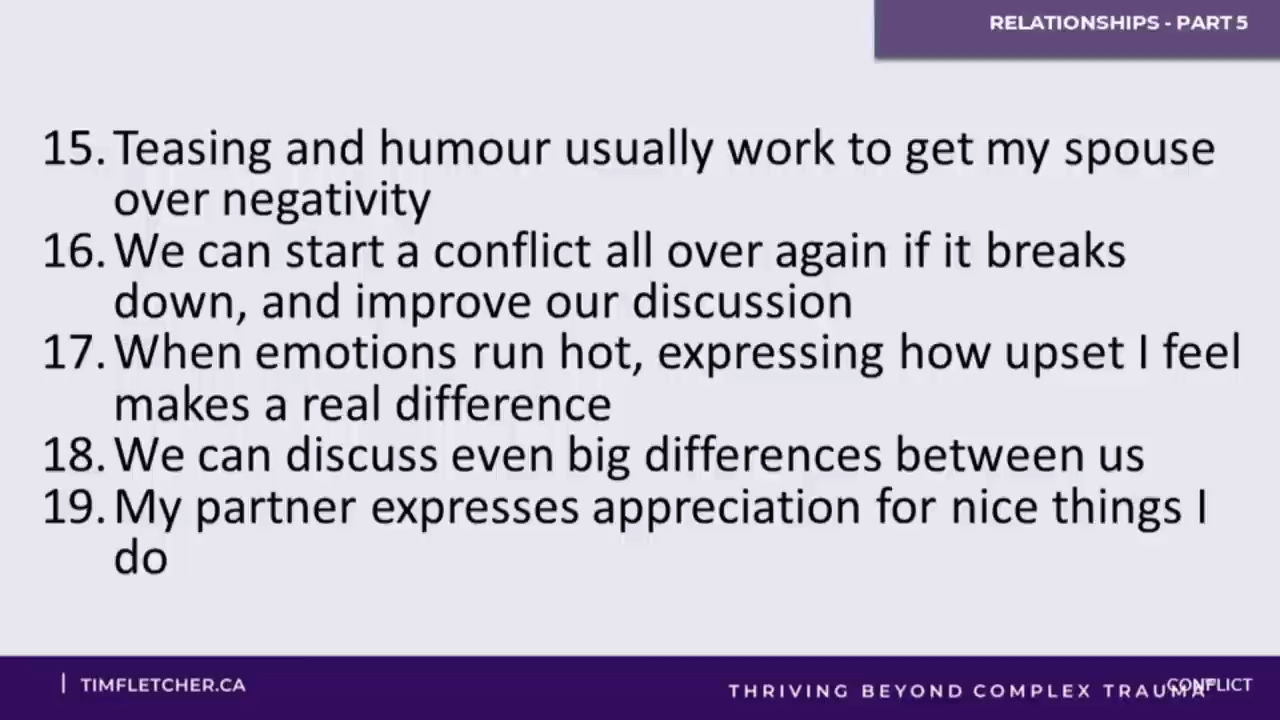 RELATIONSHIPS - PART 5
15. Teasing and humour usually work to get my spouse
over negativity
16. We can start a conflict all over again if it breaks
down, and improve our discussion
17. When emotions run hot, expressing how upset I feel
makes a real difference
18. We can discuss even big differences between us
19. My partner expresses appreciation for nice things I
do
| TIMFLETCHER.CA
THRIVING BEYOND COMPLEX TRAUMA
CONFLICT